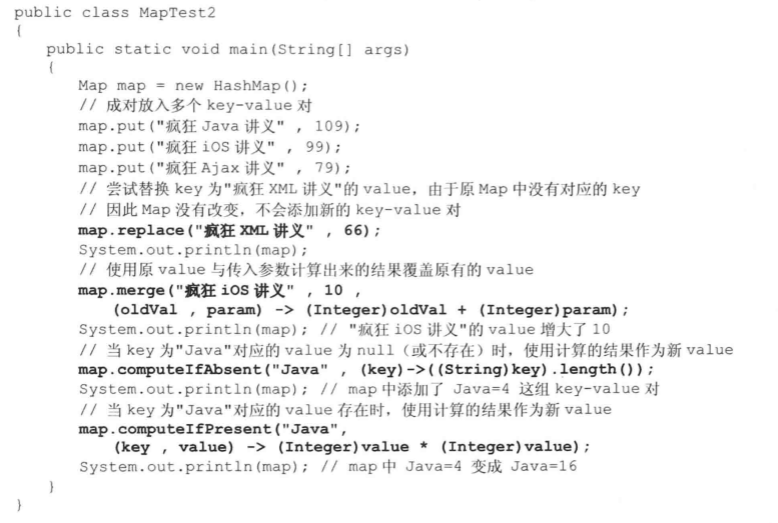 public class MapTest2
{
    public static void main(String[] args)
    {
        Map map = new HashMap();
        // 成对放入多个 key-value 对
        map.put("疯狂 Java 讲义" , 109);
        map.put("疯狂 iOS 讲义" , 99);
        map.put("疯狂 Ajax 讲义" , 79);
        // 尝试替换 key 为"疯狂 XML 讲义"的 value，由于原 Map 中没有对应的 key
        // 因此 Map 没有改变，不会添加新的 key-value 对
        map.replace("疯狂 XML 讲义" , 66);
        System.out.println(map);
        // 使用原 value 与传入参数计算出来的结果覆盖原有的 value
        map.merge("疯狂 iOS 讲义" , 10 ,
            (oldVal , param) -> (Integer)oldVal + (Integer)param);
        System.out.println(map); // "疯狂 iOS 讲义"的 value 增大了 10
        // 当 key 为"Java"对应的 value 为 null（或不存在）时，使用计算的结果作为新 value
        map.computeIfAbsent("Java" , (key)->((String)key).length());
        System.out.println(map); // map 中添加了 Java=4 这组 key-value 对
        // 当 key 为"Java"对应的 value 存在时，使用计算的结果作为新 value
        map.computeIfPresent("Java",
            (key , value) -> (Integer)value * (Integer)value);
        System.out.println(map); // map 中 Java=4 变成 Java=16
    }
}